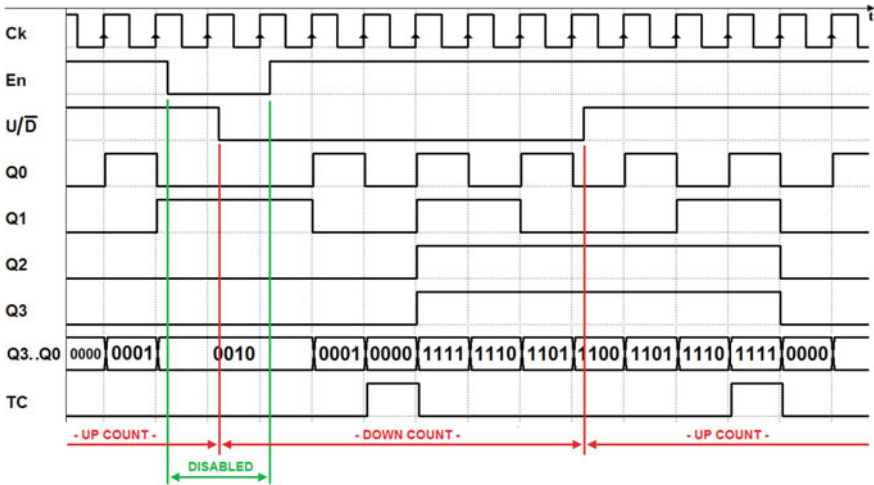 Ck
t
En
U/D̅
Q0
Q1
Q2
Q3
Q3..Q0 0000 0001 0010 0001 0000 1111 1110 1101 1100 1101 1110 1111 0000
TC
- UP COUNT - - DOWN COUNT - - UP COUNT -
DISABLED